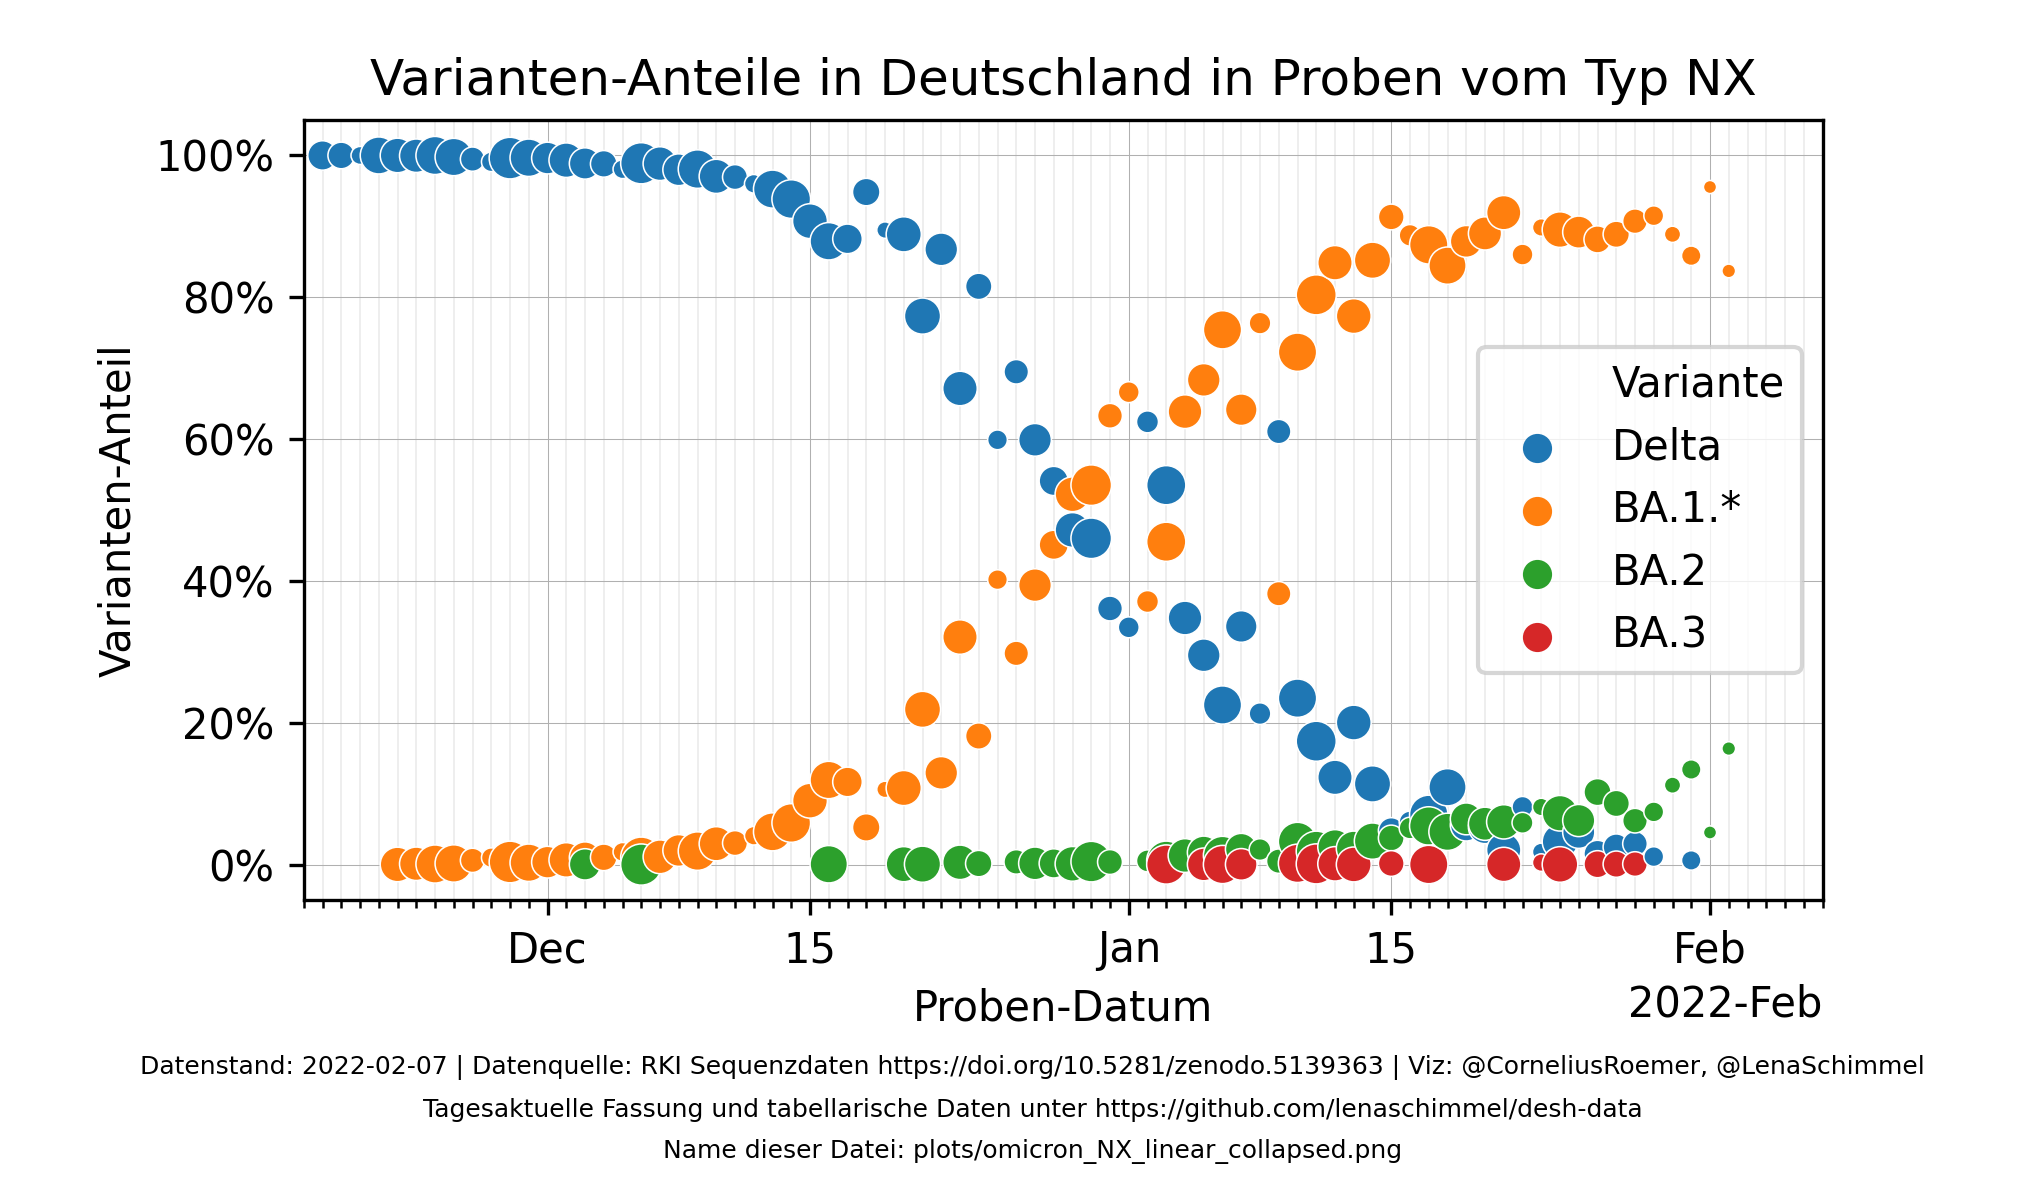 Varianten-Anteile in Deutschland in Proben vom Typ NX
100%
80%
60%
40%
20%
0%
Varianten-Anteil
Variante
Delta
BA.1.*
BA.2
BA.3
Dec
15
Jan
15
Feb
Proben-Datum
2022-Feb
Datenstand: 2022-02-07 | Datenquelle: RKI Sequenzdaten https://doi.org/10.5281/zenodo.5139363 | Viz: @CorneliusRoemer, @LenaSchimmel
Tagesaktuelle Fassung und tabellarische Daten unter https://github.com/lenaschimmel/desh-data
Name dieser Datei: plots/omicron_NX_linear_collapsed.png